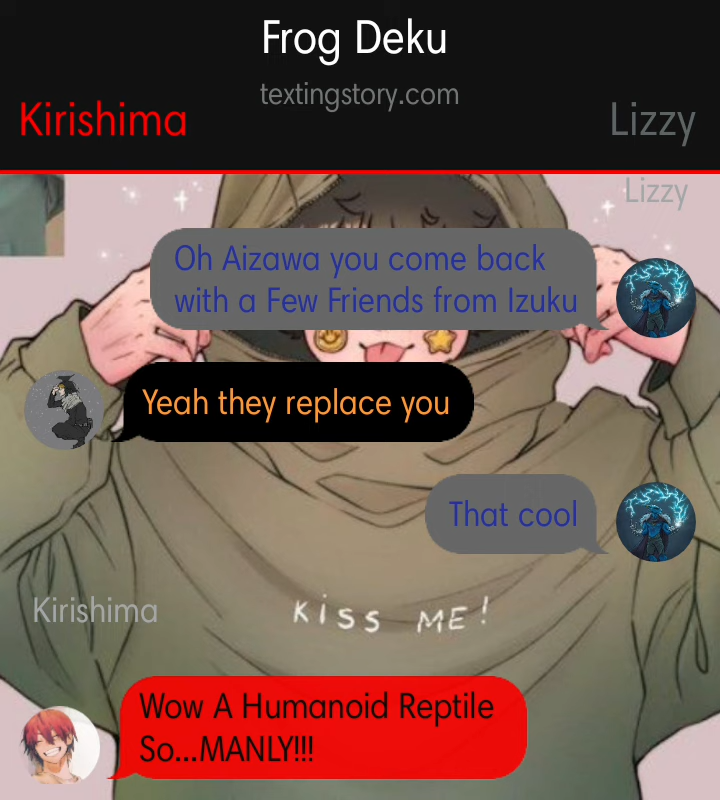 Frog Deku
textingstory.com
Kirishima
Lizzy
Lizzy
Oh Aizawa you come back
with a Few Friends from Izuku
Yeah they replace you
That cool
Kirishima
KISS ME!
Wow A Humanoid Reptile
So...MANLY!!!